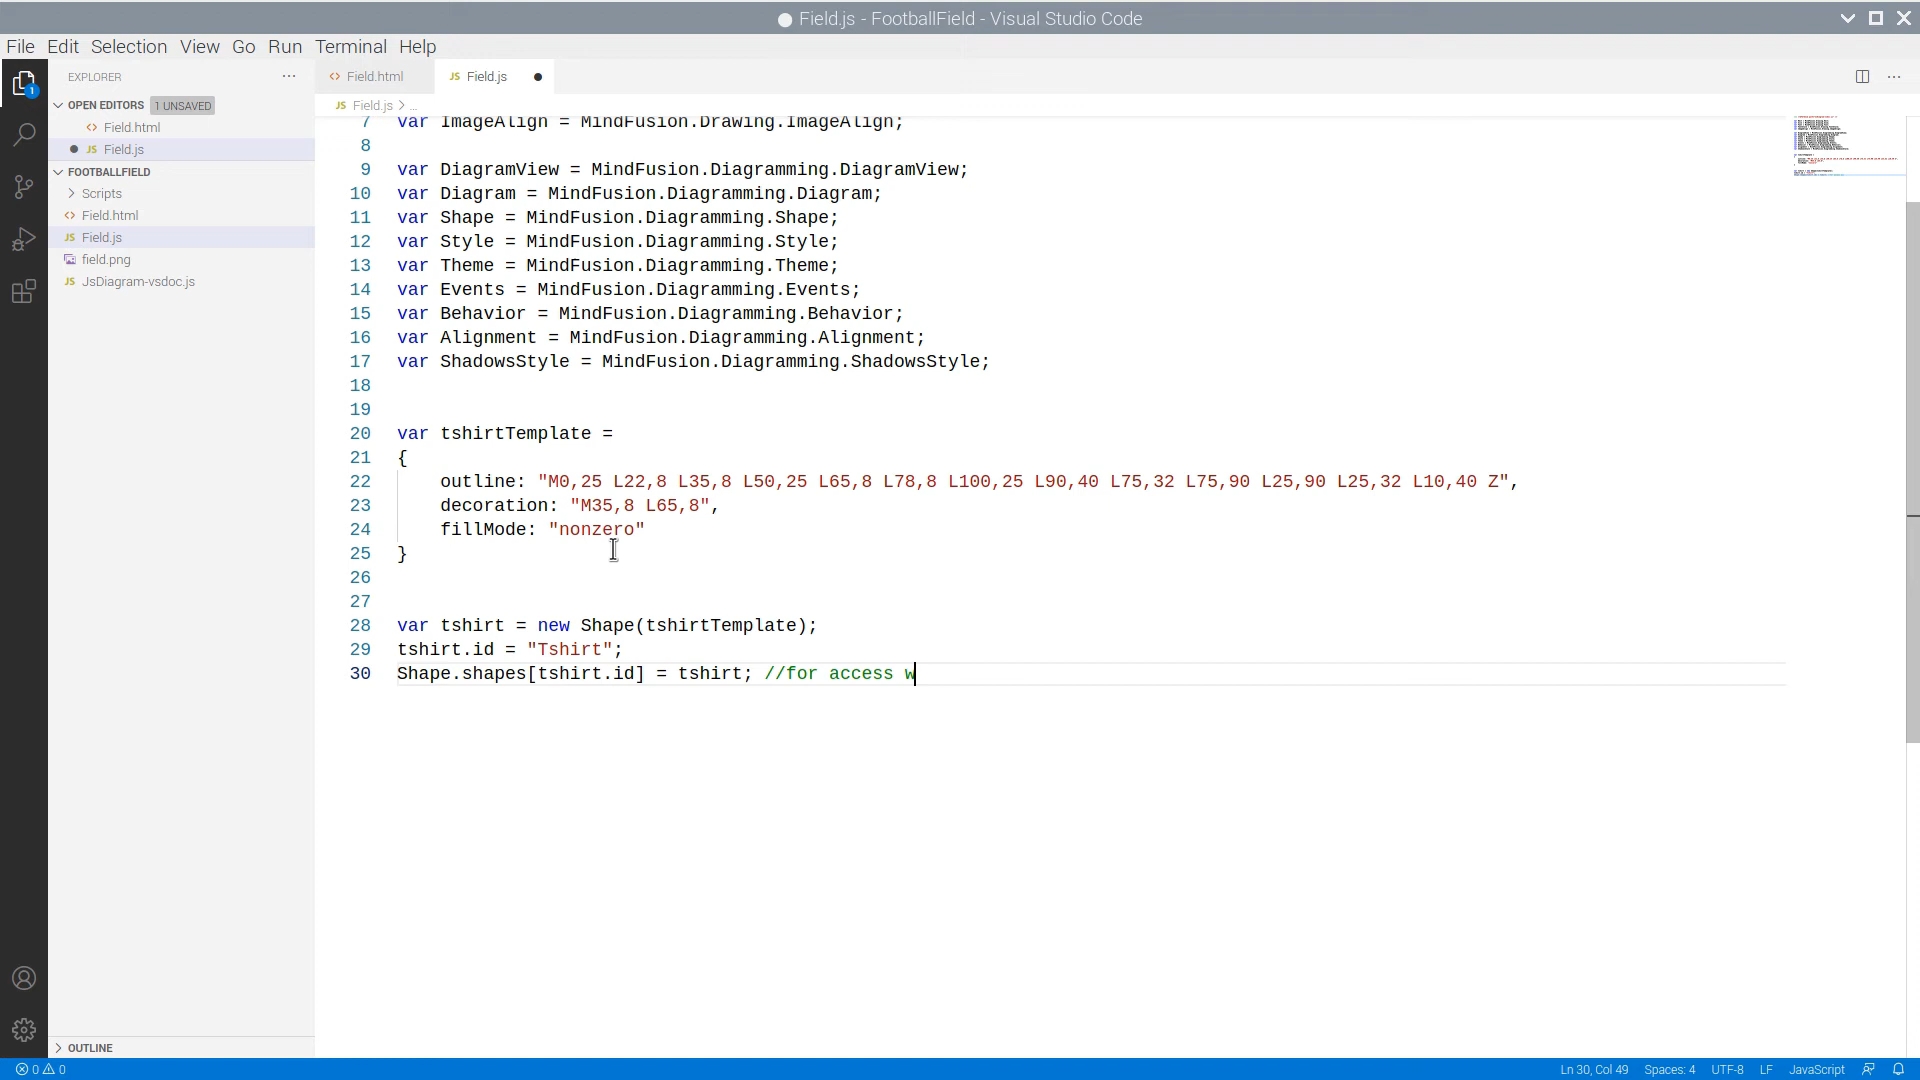 Field.js - FootballField - Visual Studio Code
File Edit Selection View Go Run Terminal Help
EXPLORER
Field.html
JS Field.js
OPEN EDITORS 1 UNSAVED
JS Field.js > ...
Field.html
JS Field.js
FOOTBALLFIELD
Scripts
Field.html
JS Field.js
field.png
JS JsDiagram-vsdoc.js
1
7 var ImageAlign = MindFusion.Drawing.ImageAlign;
8
9 var DiagramView = MindFusion.Diagramming.DiagramView;
10 var Diagram = MindFusion.Diagramming.Diagram;
11 var Shape = MindFusion.Diagramming.Shape;
12 var Style = MindFusion.Diagramming.Style;
13 var Theme = MindFusion.Diagramming.Theme;
14 var Events = MindFusion.Diagramming.Events;
15 var Behavior = MindFusion.Diagramming.Behavior;
16 var Alignment = MindFusion.Diagramming.Alignment;
17 var ShadowsStyle = MindFusion.Diagramming.ShadowsStyle;
18
19
20 var tshirtTemplate =
21 {
22 outline: "M0,25 L22,8 L35,8 L50,25 L65,8 L78,8 L100,25 L90,40 L75,32 L75,90 L25,90 L25,32 L10,40 Z",
23 decoration: "M35,8 L65,8",
24 fillMode: "nonzero"
25 }
26
27
28 var tshirt = new Shape(tshirtTemplate);
29 tshirt.id = "Tshirt";
30 Shape.shapes[tshirt.id] = tshirt; //for access w
OUTLINE
0 0
Ln 30, Col 49 Spaces: 4 UTF-8 LF JavaScript